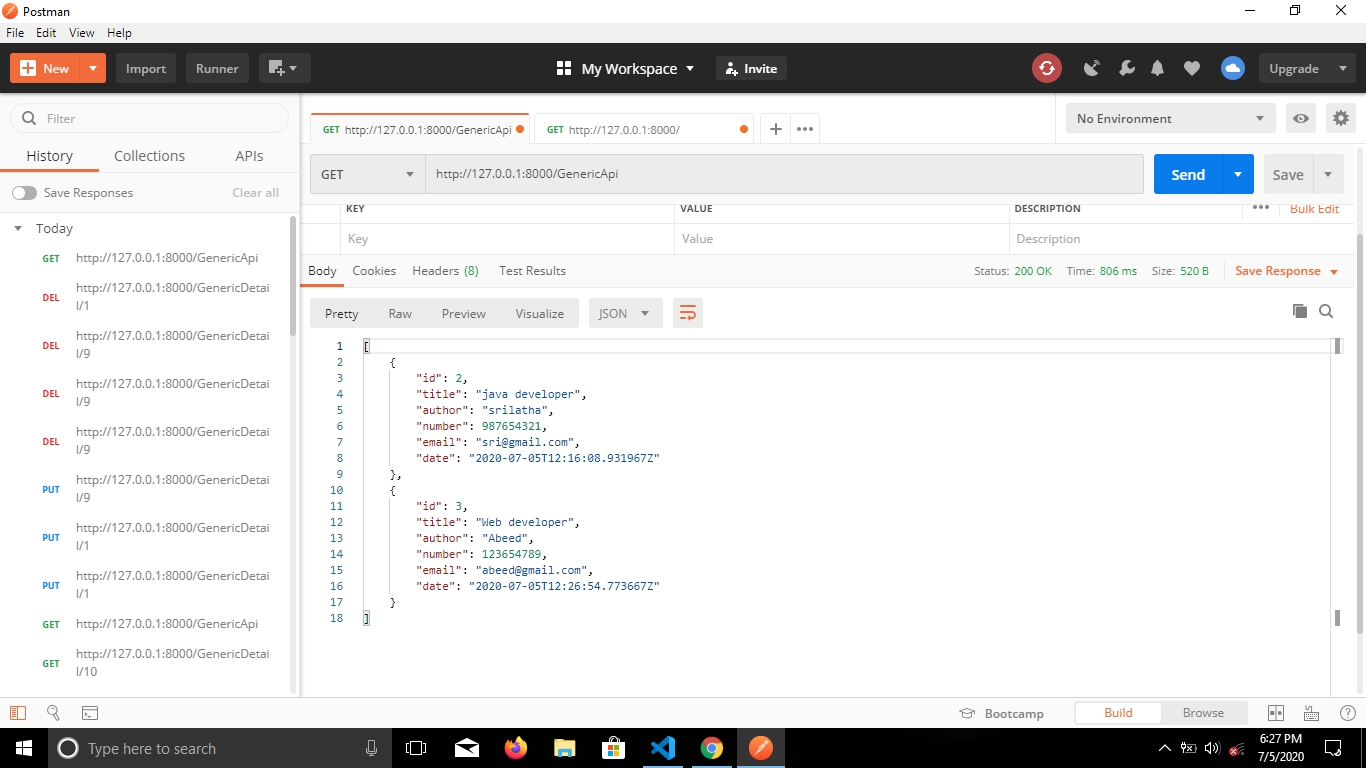 Postman
File Edit View Help
New Import Runner My Workspace Invite Upgrade
Filter
History Collections APIs
Save Responses Clear all
Today
GET http://127.0.0.1:8000/GenericApi
DEL http://127.0.0.1:8000/GenericDetai
l/1
DEL http://127.0.0.1:8000/GenericDetai
l/9
DEL http://127.0.0.1:8000/GenericDetai
l/9
DEL http://127.0.0.1:8000/GenericDetai
l/9
PUT http://127.0.0.1:8000/GenericDetai
l/9
PUT http://127.0.0.1:8000/GenericDetai
l/1
PUT http://127.0.0.1:8000/GenericDetai
l/1
GET http://127.0.0.1:8000/GenericApi
GET http://127.0.0.1:8000/GenericDetai
l/10
GET http://127.0.0.1:8000/GenericApi GET http://127.0.0.1:8000/ + ••• No Environment
GET http://127.0.0.1:8000/GenericApi Send Save
KEY VALUE DESCRIPTION ••• Bulk Edit
Key Value Description
Body Cookies Headers (8) Test Results Status: 200 OK Time: 806 ms Size: 520 B Save Response
Pretty Raw Preview Visualize JSON
1 [
2 {
3 "id": 2,
4 "title": "java developer",
5 "author": "srilatha",
6 "number": 987654321,
7 "email": "sri@gmail.com",
8 "date": "2020-07-05T12:16:08.931967Z"
9 },
10 {
11 "id": 3,
12 "title": "Web developer",
13 "author": "Abeed",
14 "number": 123654789,
15 "email": "abeed@gmail.com",
16 "date": "2020-07-05T12:26:54.773667Z"
17 }
18 ]
Bootcamp Build Browse ?
Type here to search
6:27 PM
7/5/2020